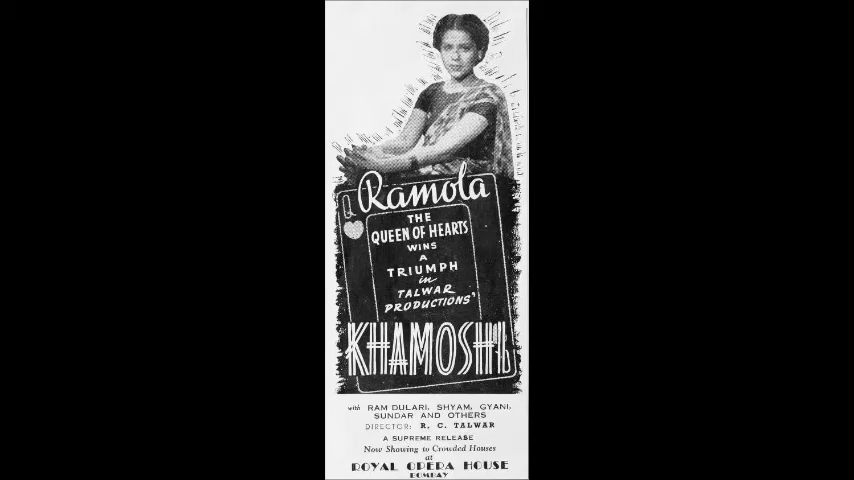 Q
Ramola
THE
QUEEN OF HEARTS
WINS
A
TRIUMPH
in
TALWAR
PRODUCTIONS'
KHAMOSHI
with RAM DULARI, SHYAM, GYANI,
SUNDAR AND OTHERS
DIRECTOR: R. C. TALWAR
A SUPREME RELEASE
Now Showing to Crowded Houses
at
ROYAL OPERA HOUSE
BOMBAY